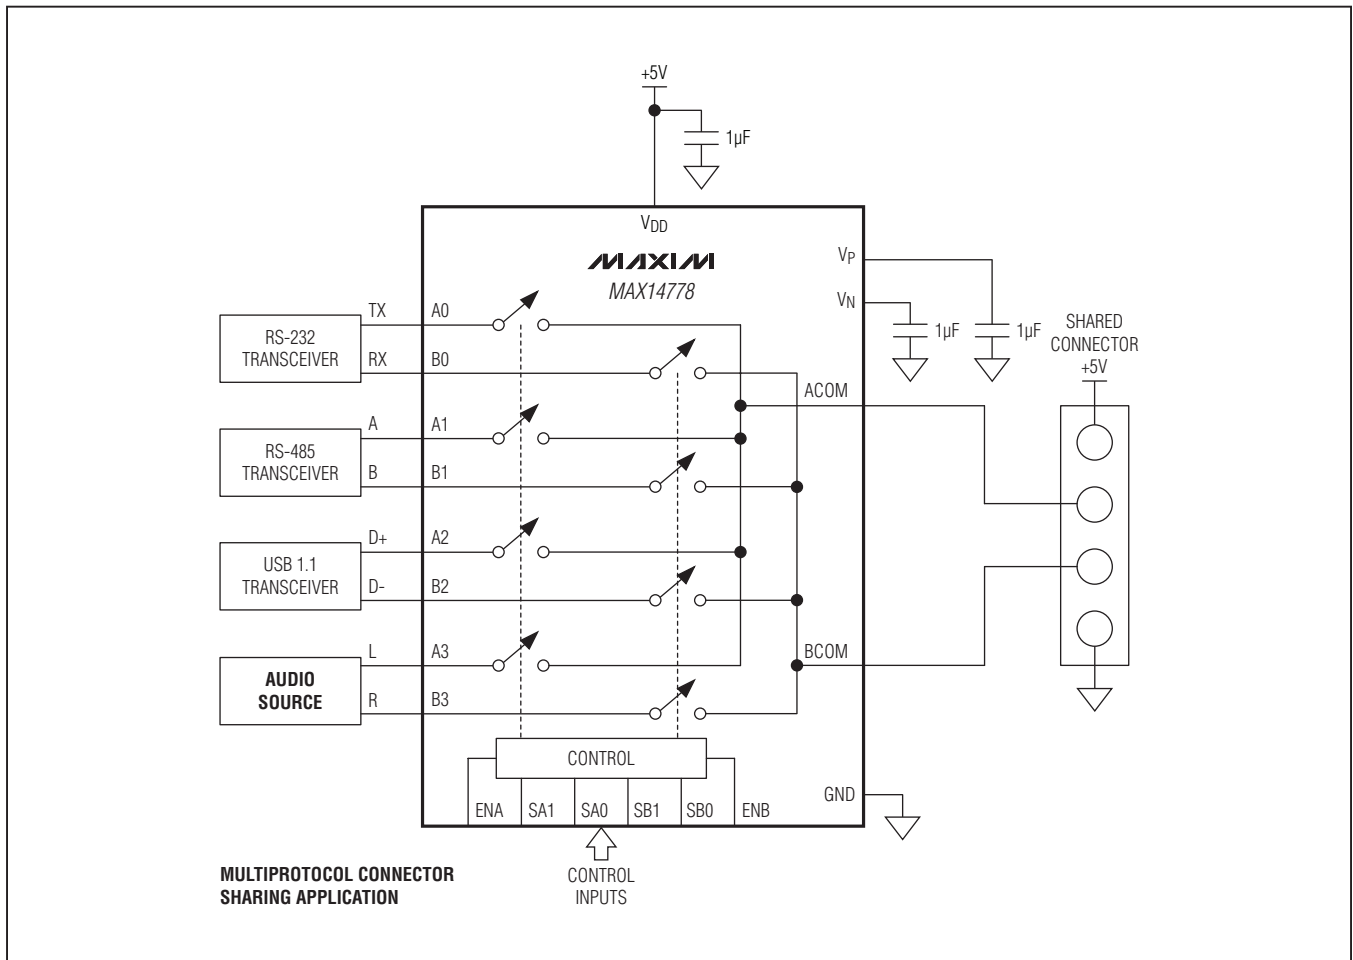 +5V
1µF
VDD
MAXIM
MAX14778
VP
VN
1µF
1µF
SHARED
CONNECTOR
+5V
TX
A0
RS-232
TRANSCEIVER
RX
B0
ACOM
A
A1
RS-485
TRANSCEIVER
B
B1
D+
A2
USB 1.1
TRANSCEIVER
D-
B2
L
A3
BCOM
AUDIO
SOURCE
R
B3
CONTROL
GND
ENA
SA1
SA0
SB1
SB0
ENB
MULTIPROTOCOL CONNECTOR
SHARING APPLICATION
CONTROL
INPUTS